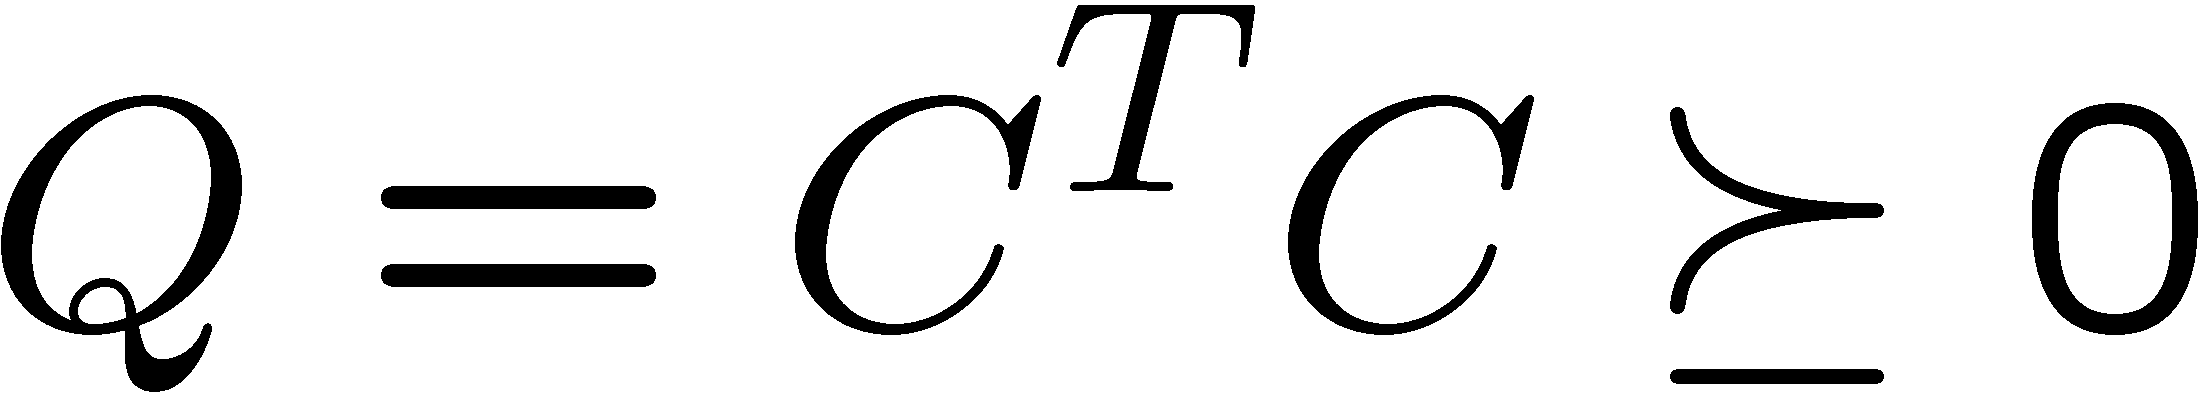 Q = C^T C ⪰ 0